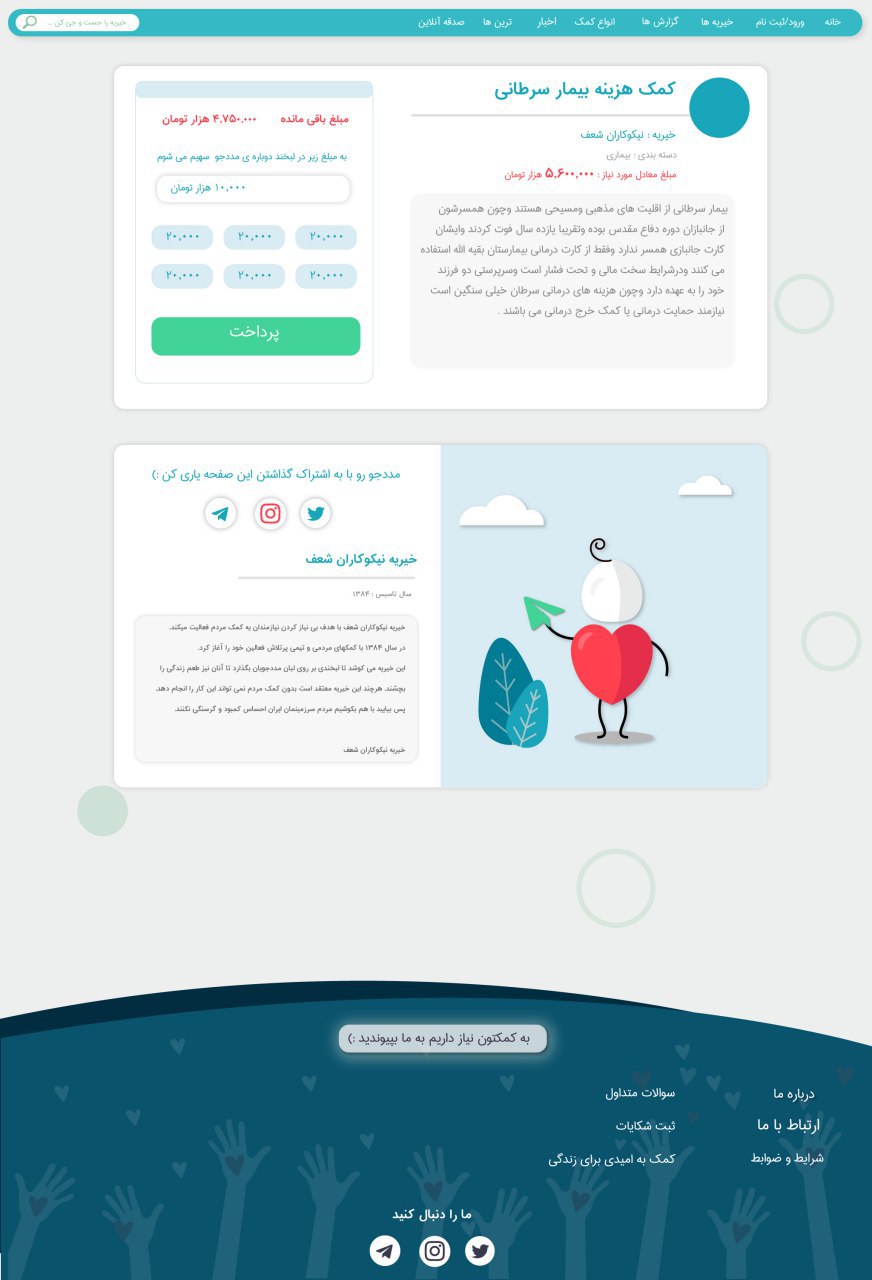 خانه
ورود/ثبت نام
خیریه ها
گزارش ها
انواع کمک
اخبار
ترین ها
صدقه آنلاین
خیریه را جست و جی کن ...
کمک هزینه بیمار سرطانی
خیریه : نیکوکاران شعف
دسته بندی : بیماری
مبلغ معادل مورد نیاز : ۵,۶۰۰,۰۰۰ هزار تومان
بیمار سرطانی از اقلیت های مذهبی ومسیحی هستند وچون همسرشون
از جانبازان دوره دفاع مقدس بوده وتقریبا یازده سال فوت کردند وایشان
کارت جانبازی همسر ندارد وفقط از کارت درمانی بیمارستان بقیه الله استفاده
می کنند ودرشرایط سخت مالی و تحت فشار است وسرپرستی دو فرزند
خود را به عهده دارد وچون هزینه های درمانی سرطان خیلی سنگین است
نیازمند حمایت درمانی یا کمک خرج درمانی می باشند .
مبلغ باقی مانده ۴.۷۵۰.۰۰۰ هزار تومان
به مبلغ زیر در لبخند دوباره ی مددجو سهیم می شوم
۱۰,۰۰۰ هزار تومان
۲۰,۰۰۰ ۲۰,۰۰۰ ۲۰,۰۰۰
۲۰,۰۰۰ ۲۰,۰۰۰ ۲۰,۰۰۰
پرداخت
مددجو رو با به اشتراک گذاشتن این صفحه یاری کن :)
خیریه نیکوکاران شعف
سال تاسیس : ۱۳۸۴
خیریه نیکوکاران شعف با هدف بی نیاز کردن نیازمندان یه کمک مردم فعالیت میکند.
در سال ۱۳۸۴ با کمکهای مردمی و تیمی پرتلاش فعالین خود را آغاز کرد.
این خیریه می کوشد تا لبخندی بر روی لبان مددجویان بگذارد تا آنان نیز طعم زندگی را
بچشند. هرچند این خیریه معتقد است بدون کمک مردم نمی تواند این کار را انجام دهد.
پس بیایید با هم بکوشیم مردم سرزمینمان ایران احساس کمبود و گرسنگی نکنند.
خیریه نیکوکاران شعف
به کمکتون نیاز داریم به ما بپیوندید :)
درباره ما
ارتباط با ما
شرایط و ضوابط
سوالات متداول
ثبت شکایات
کمک به امیدی برای زندگی
ما را دنبال کنید